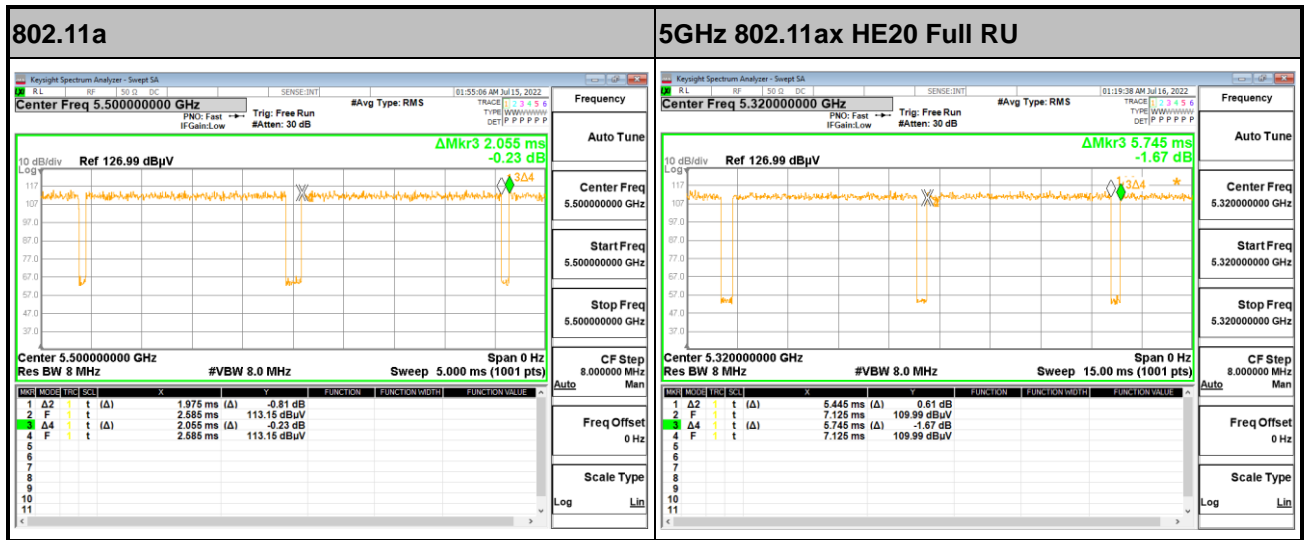 802.11a
Keysight Spectrum Analyzer - Swept SA
RL RF 50 Ω DC SENSE:INT 01:55:06 AM Jul 15, 2022
Center Freq 5.500000000 GHz #Avg Type: RMS TRACE 1 2 3 4 5 6
PNO: Fast Trig: Free Run TYPE
IFGain:Low #Atten: 30 dB DET P P P P P P
ΔMkr3 2.055 ms
-0.23 dB
10 dB/div Ref 126.99 dBµV
Log
117
107
97.0
87.0
77.0
67.0
57.0
47.0
37.0
3Δ4
Center 5.500000000 GHz Span 0 Hz
Res BW 8 MHz #VBW 8.0 MHz Sweep 5.000 ms (1001 pts)
MKR MODE TRC SCL X Y FUNCTION FUNCTION WIDTH FUNCTION VALUE
1 Δ2 1 t (Δ) 1.975 ms (Δ) -0.81 dB
2 F 1 t 2.585 ms 113.15 dBµV
3 Δ4 1 t (Δ) 2.055 ms (Δ) -0.23 dB
4 F 1 t 2.585 ms 113.15 dBµV
5
6
7
8
9
10
11
Frequency
Auto Tune
Center Freq
5.500000000 GHz
Start Freq
5.500000000 GHz
Stop Freq
5.500000000 GHz
CF Step
8.000000 MHz
Auto Man
Freq Offset
0 Hz
Scale Type
Log Lin
5GHz 802.11ax HE20 Full RU
Keysight Spectrum Analyzer - Swept SA
RL RF 50 Ω DC SENSE:INT 01:19:38 AM Jul 16, 2022
Center Freq 5.320000000 GHz #Avg Type: RMS TRACE 1 2 3 4 5 6
PNO: Fast Trig: Free Run TYPE
IFGain:Low #Atten: 30 dB DET P P P P P P
ΔMkr3 5.745 ms
-1.67 dB
10 dB/div Ref 126.99 dBµV
Log
117
107
97.0
87.0
77.0
67.0
57.0
47.0
37.0
3Δ4
*
Center 5.320000000 GHz Span 0 Hz
Res BW 8 MHz #VBW 8.0 MHz Sweep 15.00 ms (1001 pts)
MKR MODE TRC SCL X Y FUNCTION FUNCTION WIDTH FUNCTION VALUE
1 Δ2 1 t (Δ) 5.445 ms (Δ) 0.61 dB
2 F 1 t 7.125 ms 109.99 dBµV
3 Δ4 1 t (Δ) 5.745 ms (Δ) -1.67 dB
4 F 1 t 7.125 ms 109.99 dBµV
5
6
7
8
9
10
11
Frequency
Auto Tune
Center Freq
5.320000000 GHz
Start Freq
5.320000000 GHz
Stop Freq
5.320000000 GHz
CF Step
8.000000 MHz
Auto Man
Freq Offset
0 Hz
Scale Type
Log Lin